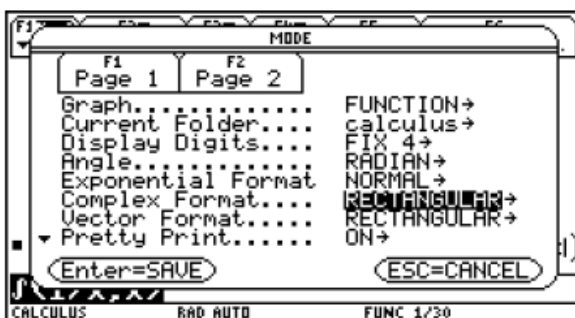 MODE
F1 F2
Page 1 Page 2
Graph............. FUNCTION→
Current Folder.... calculus→
Display Digits.... FIX 4→
Angle............. RADIAN→
Exponential Format NORMAL→
Complex Format.... RECTANGULAR→
Vector Format..... RECTANGULAR→
Pretty Print...... ON→
Enter=SAVE ESC=CANCEL
CALCULUS RAD AUTO FUNC 1/30